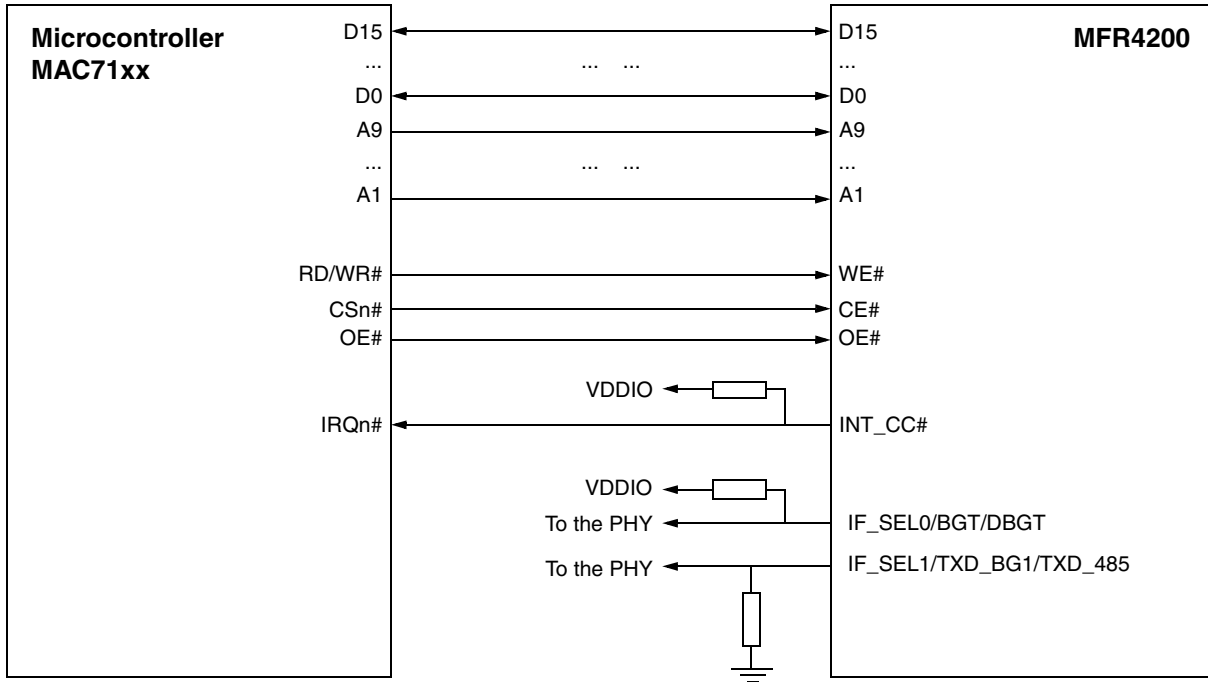 Microcontroller
MAC71xx
MFR4200
D15 D15
... ... ... ...
D0 D0
A9 A9
... ... ... ...
A1 A1
RD/WR# WE#
CSn# CE#
OE# OE#
VDDIO
IRQn# INT_CC#
VDDIO
To the PHY IF_SEL0/BGT/DBGT
To the PHY IF_SEL1/TXD_BG1/TXD_485